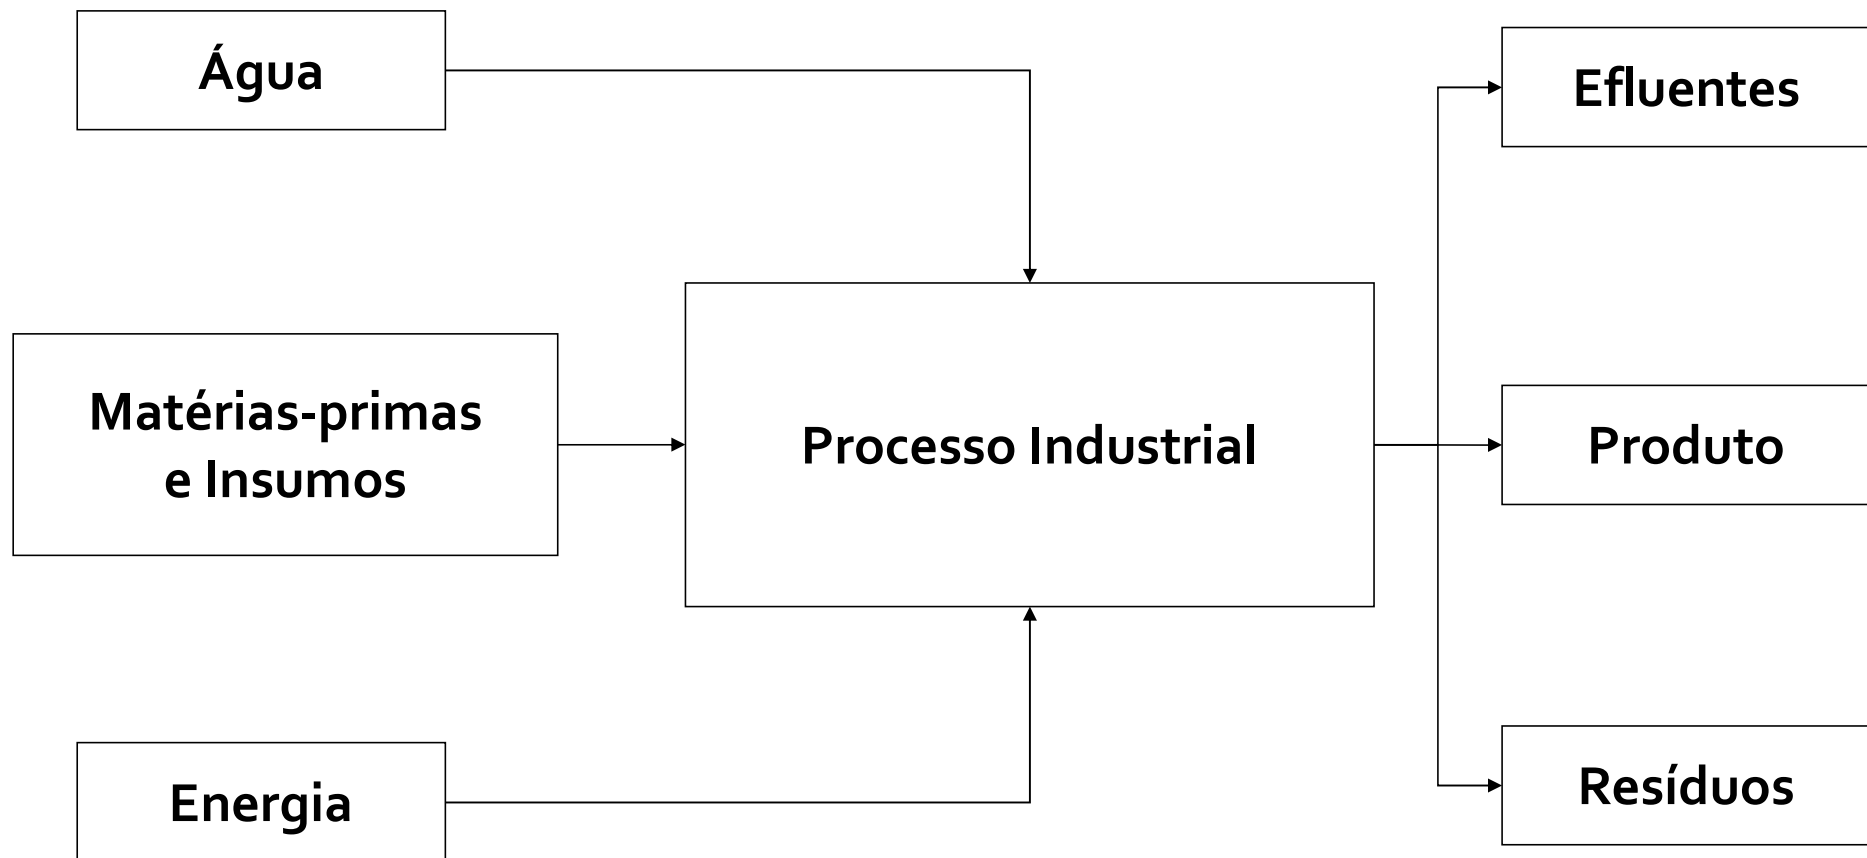 Água
Efluentes
Matérias-primas
e Insumos
Processo Industrial
Produto
Energia
Resíduos